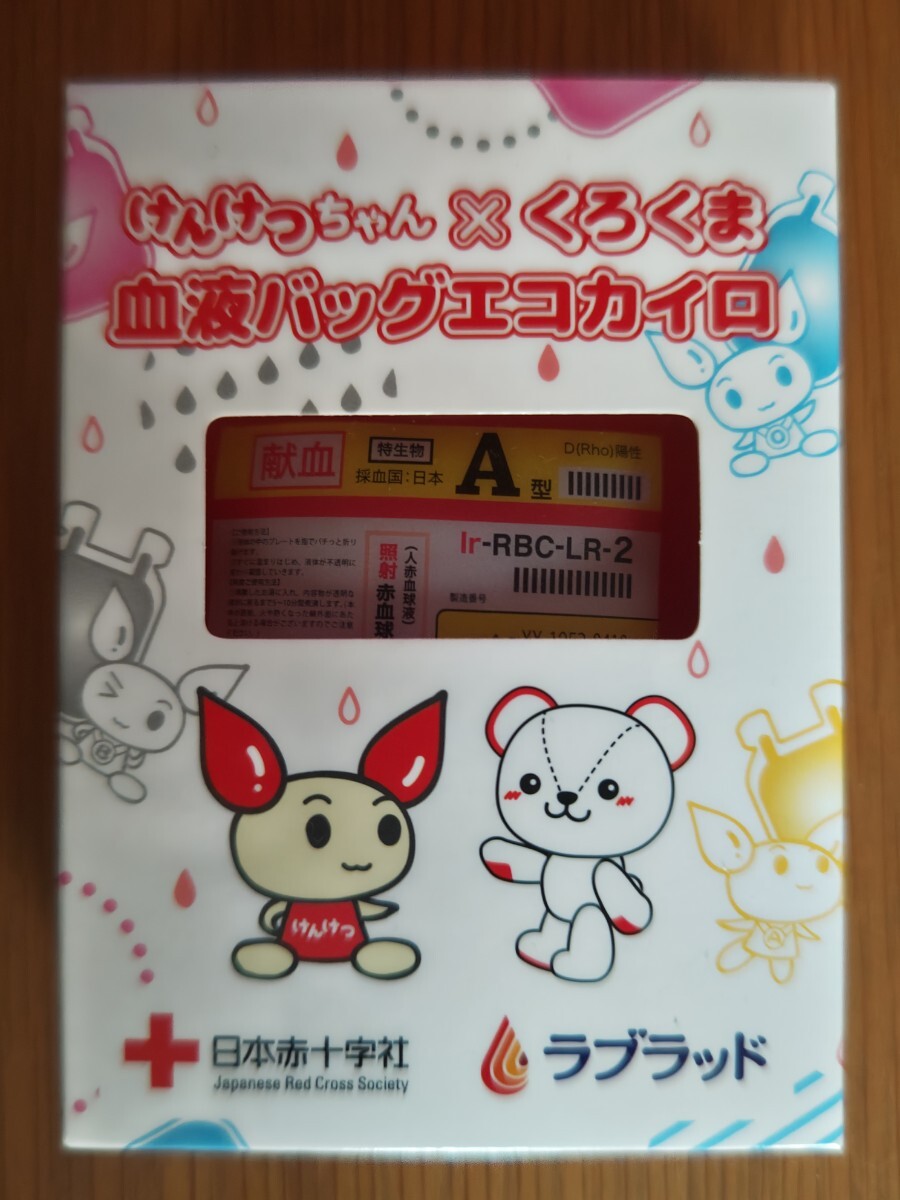 けんけつちゃん×くろくま
血液バッグエコカイロ
献血
特生物
採血国:日本
A型
D(Rho)陽性
Ir-RBC-LR-2
製造番号
(人赤血球液)
照射赤血球
けんけつ
日本赤十字社
Japanese Red Cross Society
ラブラッド